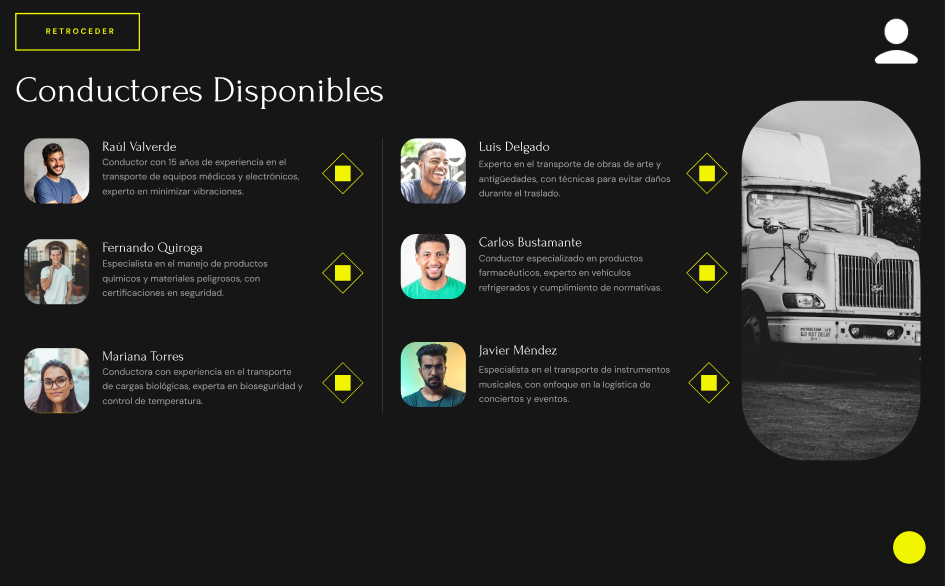 RETROCEDER
Conductores Disponibles
Raúl Valverde
Conductor con 15 años de experiencia en el
transporte de equipos médicos y electrónicos,
experto en minimizar vibraciones.
Fernando Quiroga
Especialista en el manejo de productos
químicos y materiales peligrosos, con
certificaciones en seguridad.
Mariana Torres
Conductora con experiencia en el transporte
de cargas biológicas, experta en bioseguridad y
control de temperatura.
Luis Delgado
Experto en el transporte de obras de arte y
antigüedades, con técnicas para evitar daños
durante el traslado.
Carlos Bustamante
Conductor especializado en productos
farmacéuticos, experto en vehículos
refrigerados y cumplimiento de normativas.
Javier Méndez
Especialista en el transporte de instrumentos
musicales, con enfoque en la logística de
conciertos y eventos.